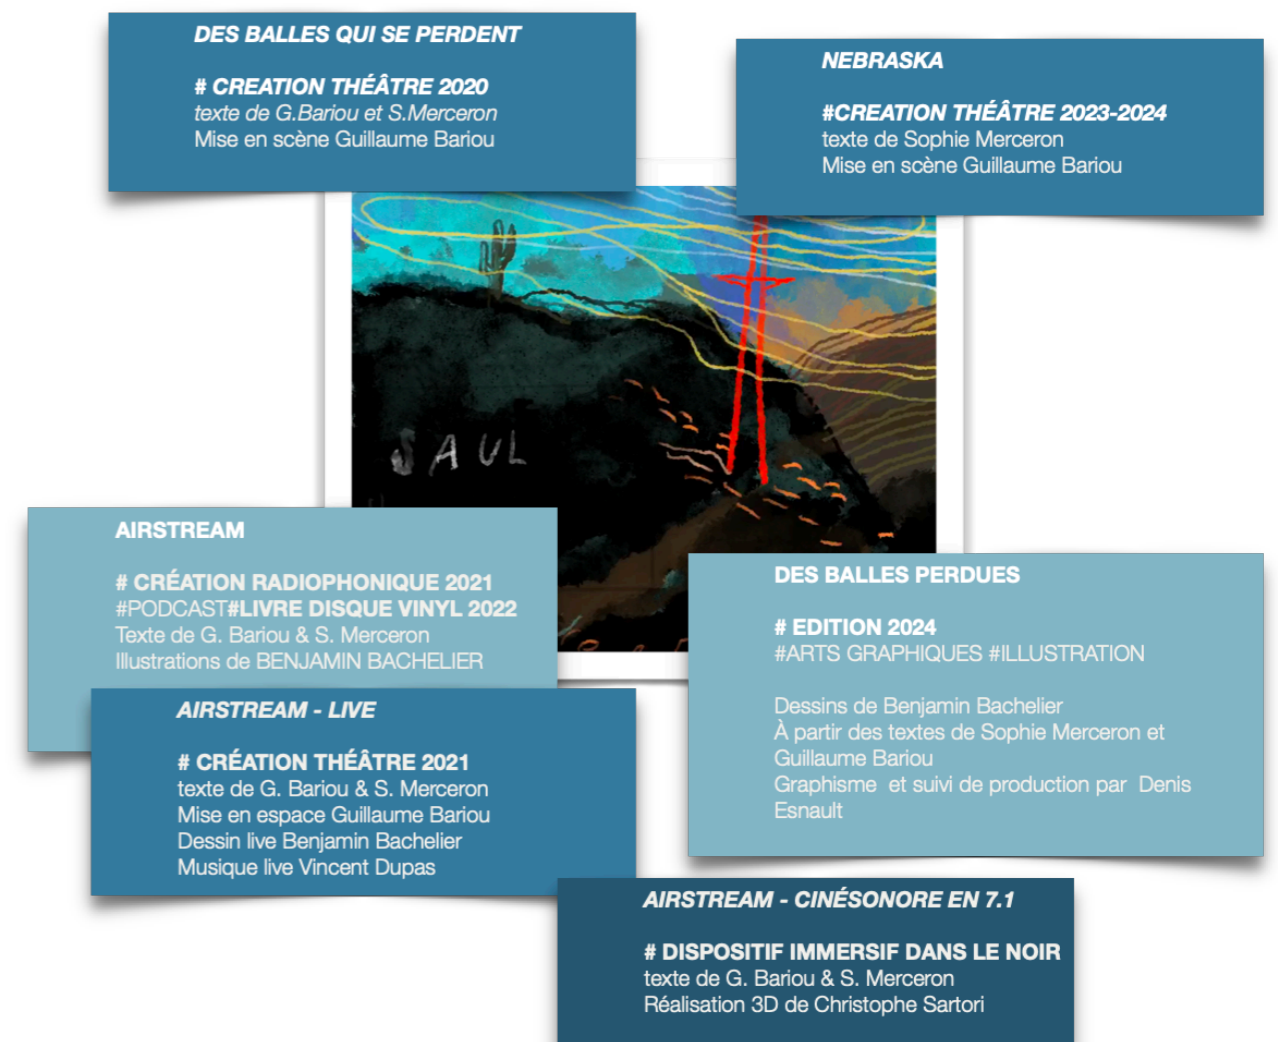 DES BALLES QUI SE PERDENT
# CREATION THÉÂTRE 2020
texte de G.Bariou et S.Merceron
Mise en scène Guillaume Bariou
NEBRASKA
#CREATION THÉÂTRE 2023-2024
texte de Sophie Merceron
Mise en scène Guillaume Bariou
SAUL
AIRSTREAM
# CRÉATION RADIOPHONIQUE 2021
#PODCAST#LIVRE DISQUE VINYL 2022
Texte de G. Bariou & S. Merceron
Illustrations de BENJAMIN BACHELIER
DES BALLES PERDUES
# EDITION 2024
#ARTS GRAPHIQUES #ILLUSTRATION
Dessins de Benjamin Bachelier
À partir des textes de Sophie Merceron et
Guillaume Bariou
Graphisme  et suivi de production par  Denis
Esnault
AIRSTREAM - LIVE
# CRÉATION THÉÂTRE 2021
texte de G. Bariou & S. Merceron
Mise en espace Guillaume Bariou
Dessin live Benjamin Bachelier
Musique live Vincent Dupas
AIRSTREAM - CINÉSONORE EN 7.1
# DISPOSITIF IMMERSIF DANS LE NOIR
texte de G. Bariou & S. Merceron
Réalisation 3D de Christophe Sartori